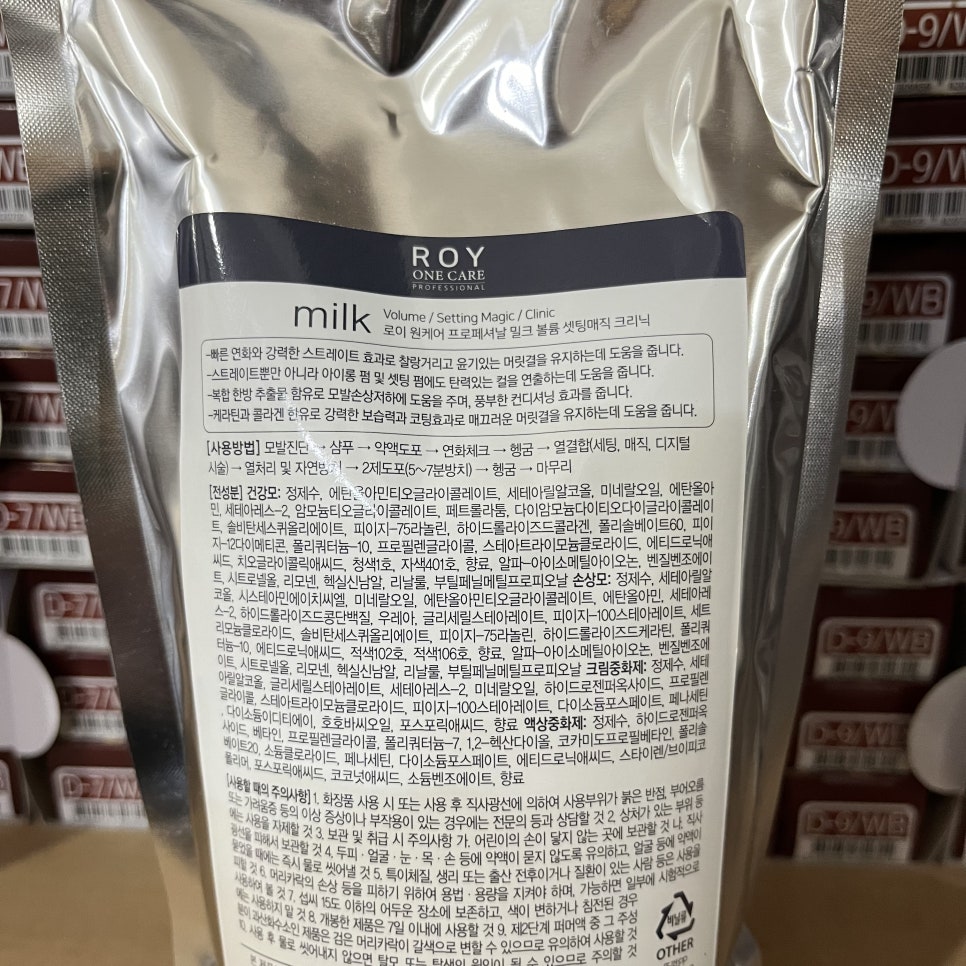 ROY
ONE CARE
PROFESSIONAL
milk Volume / Setting Magic / Clinic
로이 원케어 프로페셔날 밀크 볼륨 셋팅매직 크리닉
-빠른 연화와 강력한 스트레이트 효과로 찰랑거리고 윤기있는 머릿결을 유지하는데 도움을 줍니다.
-스트레이트뿐만 아니라 아이롱 펌 및 셋팅 펌에도 탄력있는 컬을 연출하는데 도움을 줍니다.
-복합 한방 추출물 함유로 모발손상저하에 도움을 주며, 풍부한 컨디셔닝 효과를 줍니다.
-케라틴과 콜라겐 함유로 강력한 보습력과 코팅효과로 매끄러운 머릿결을 유지하는데 도움을 줍니다.
[사용방법] 모발진단 → 샴푸 → 약액도포 → 연화체크 → 헹굼 → 열결합(세팅, 매직, 디지털
시술) → 열처리 및 자연방치 → 2제도포(5~7분방치) → 헹굼 → 마무리
[전성분] 건강모: 정제수, 에탄올아민티오글라이콜레이트, 세테아릴알코올, 미네랄오일, 에탄올아
민, 세테아레스-2, 암모늄티오글라이콜레이트, 페트롤라툼, 다이암모늄다이티오다이글라이콜레이
트, 솔비탄세스퀴올리에이트, 피이지-75라놀린, 하이드롤라이즈드콜라겐, 폴리솔베이트60, 피이
지-12다이메티콘, 폴리쿼터늄-10, 프로필렌글라이콜, 스테아트라이모늄클로라이드, 에티드로닉애
씨드, 치오글라이콜릭애씨드, 청색1호, 자색401호, 향료, 알파-아이소메틸아이오논, 벤질벤조에이
트, 시트로넬올, 리모넨, 헥실신남알, 리날룰, 부틸페닐메틸프로피오날 손상모: 정제수, 세테아릴알
코올, 시스테아민에이치씨엘, 미네랄오일, 에탄올아민티오글라이콜레이트, 에탄올아민, 세테아레
스-2, 하이드롤라이즈드콩단백질, 우레아, 글리세릴스테아레이트, 피이지-100스테아레이트, 세트
리모늄클로라이드, 솔비탄세스퀴올리에이트, 피이지-75라놀린, 하이드롤라이즈드케라틴, 폴리쿼
터늄-10, 에티드로닉애씨드, 적색102호, 적색106호, 향료, 알파-아이소메틸아이오논, 벤질벤조에
이트, 시트로넬올, 리모넨, 헥실신남알, 리날룰, 부틸페닐메틸프로피오날 크림중화제: 정제수, 세테
아릴알코올, 글리세릴스테아레이트, 세테아레스-2, 미네랄오일, 하이드로젠퍼옥사이드, 프로필렌
글라이콜, 스테아트라이모늄클로라이드, 피이지-100스테아레이트, 다이소듐포스페이트, 페나세틴
, 다이소듐이디티에이, 호호바씨오일, 포스포릭애씨드, 향료 액상중화제: 정제수, 하이드로젠퍼옥
사이드, 베타인, 프로필렌글라이콜, 폴리쿼터늄-7, 1,2-헥산다이올, 코카미도프로필베타인, 폴리솔
베이트20, 소듐클로라이드, 페나세틴, 다이소듐포스페이트, 에티드로닉애씨드, 스타이렌/브이피코
폴리머, 포스포릭애씨드, 코코넛애씨드, 소듐벤조에이트, 향료
[사용할 때의 주의사항] 1. 화장품 사용 시 또는 사용 후 직사광선에 의하여 사용부위가 붉은 반점, 부어오름
또는 가려움증 등의 이상 증상이나 부작용이 있는 경우에는 전문의 등과 상담할 것 2. 상처가 있는 부위 등
에는 사용을 자제할 것 3. 보관 및 취급 시 주의사항 가. 어린이의 손이 닿지 않는 곳에 보관할 것 나. 직사
광선을 피해서 보관할 것 4. 두피 · 얼굴 · 눈 · 목 · 손 등에 약액이 묻지 않도록 유의하고, 얼굴 등에 약액이
묻었을 때에는 즉시 물로 씻어낼 것 5. 특이체질, 생리 또는 출산 전후이거나 질환이 있는 사람 등은 사용을
피할 것 6. 머리카락의 손상 등을 피하기 위하여 용법 · 용량을 지켜야 하며, 가능하면 일부에 시험적으로
사용하여 볼 것 7. 섭씨 15도 이하의 어두운 장소에 보존하고, 색이 변하거나 침전된 경우
에는 사용하지 말 것 8. 개봉한 제품은 7일 이내에 사용할 것 9. 제2단계 퍼머액 중 그 주성
분이 과산화수소인 제품은 검은 머리카락이 갈색으로 변할 수 있으므로 유의하여 사용할 것
10. 사용 후 물로 씻어내지 않으면 탈모 또는 탈색의 원인이 될 수 있으므로 주의할 것
비닐류
OTHER
D-9/WB
D-9/WB
D-7/WB
D-7/WB
D-9/WB
D-9/WB